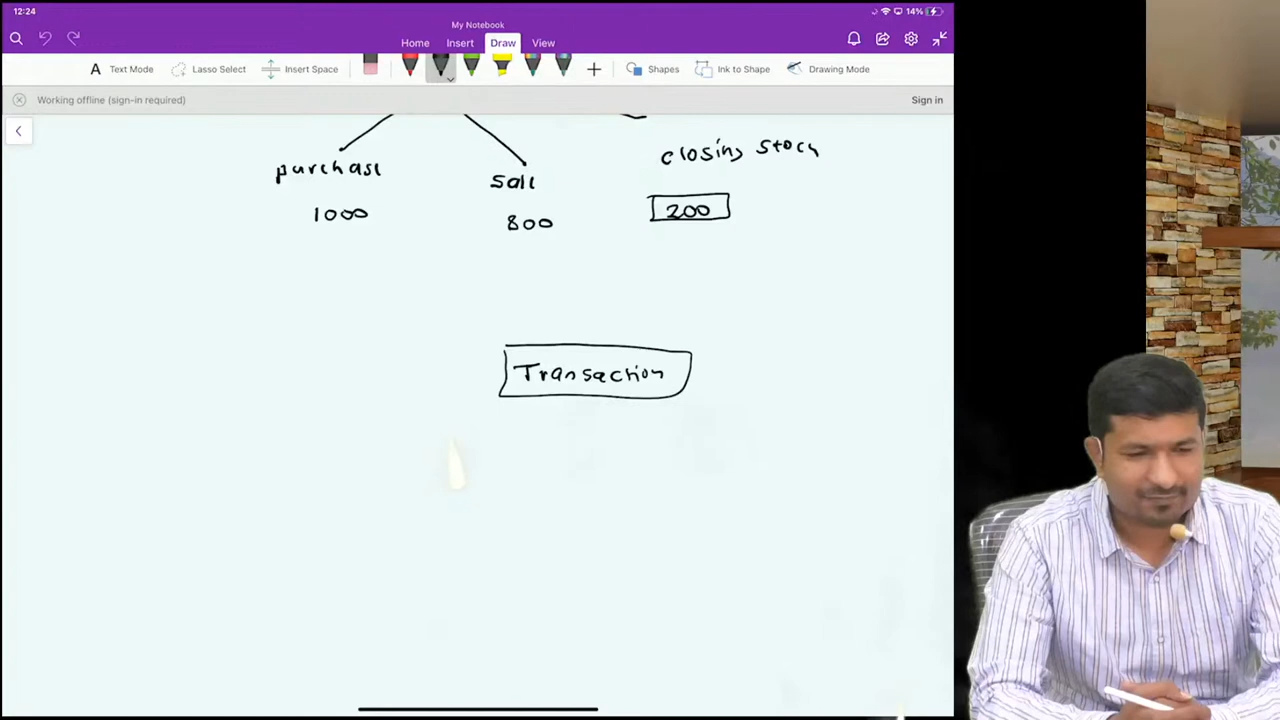 12:24
14%
My Notebook
Home Insert Draw View
Text Mode Lasso Select Insert Space Shapes Ink to Shape Drawing Mode
Working offline (sign-in required) Sign in
purchase sale closing stock
1000 800 200
Transaction